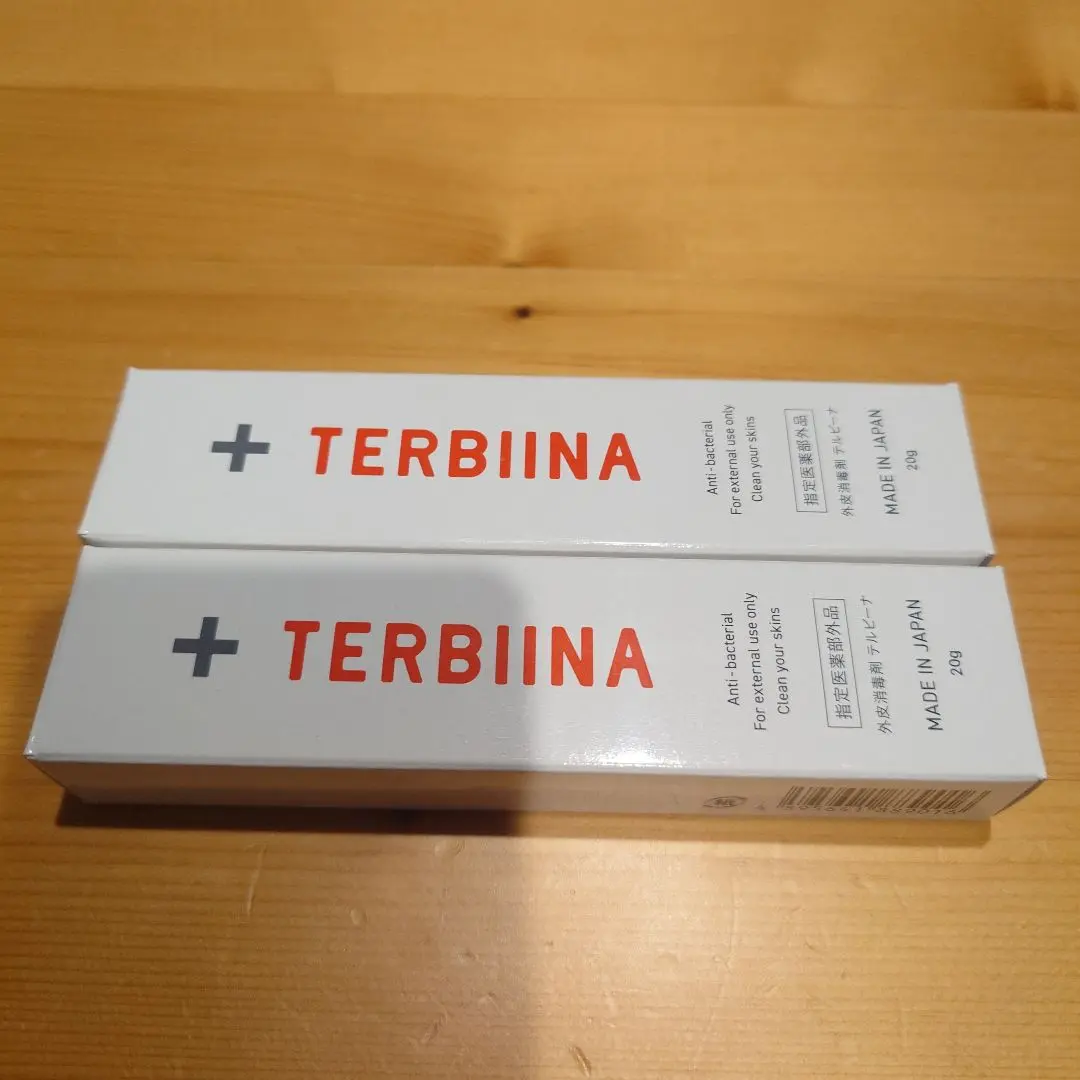 TERBIINA
Anti-bacterial
For external use only
Clean your skins
指定医薬部外品
外皮消毒剤 テルビーナ
MADE IN JAPAN
20g
TERBIINA
Anti-bacterial
For external use only
Clean your skins
指定医薬部外品
外皮消毒剤 テルビーナ
MADE IN JAPAN
20g